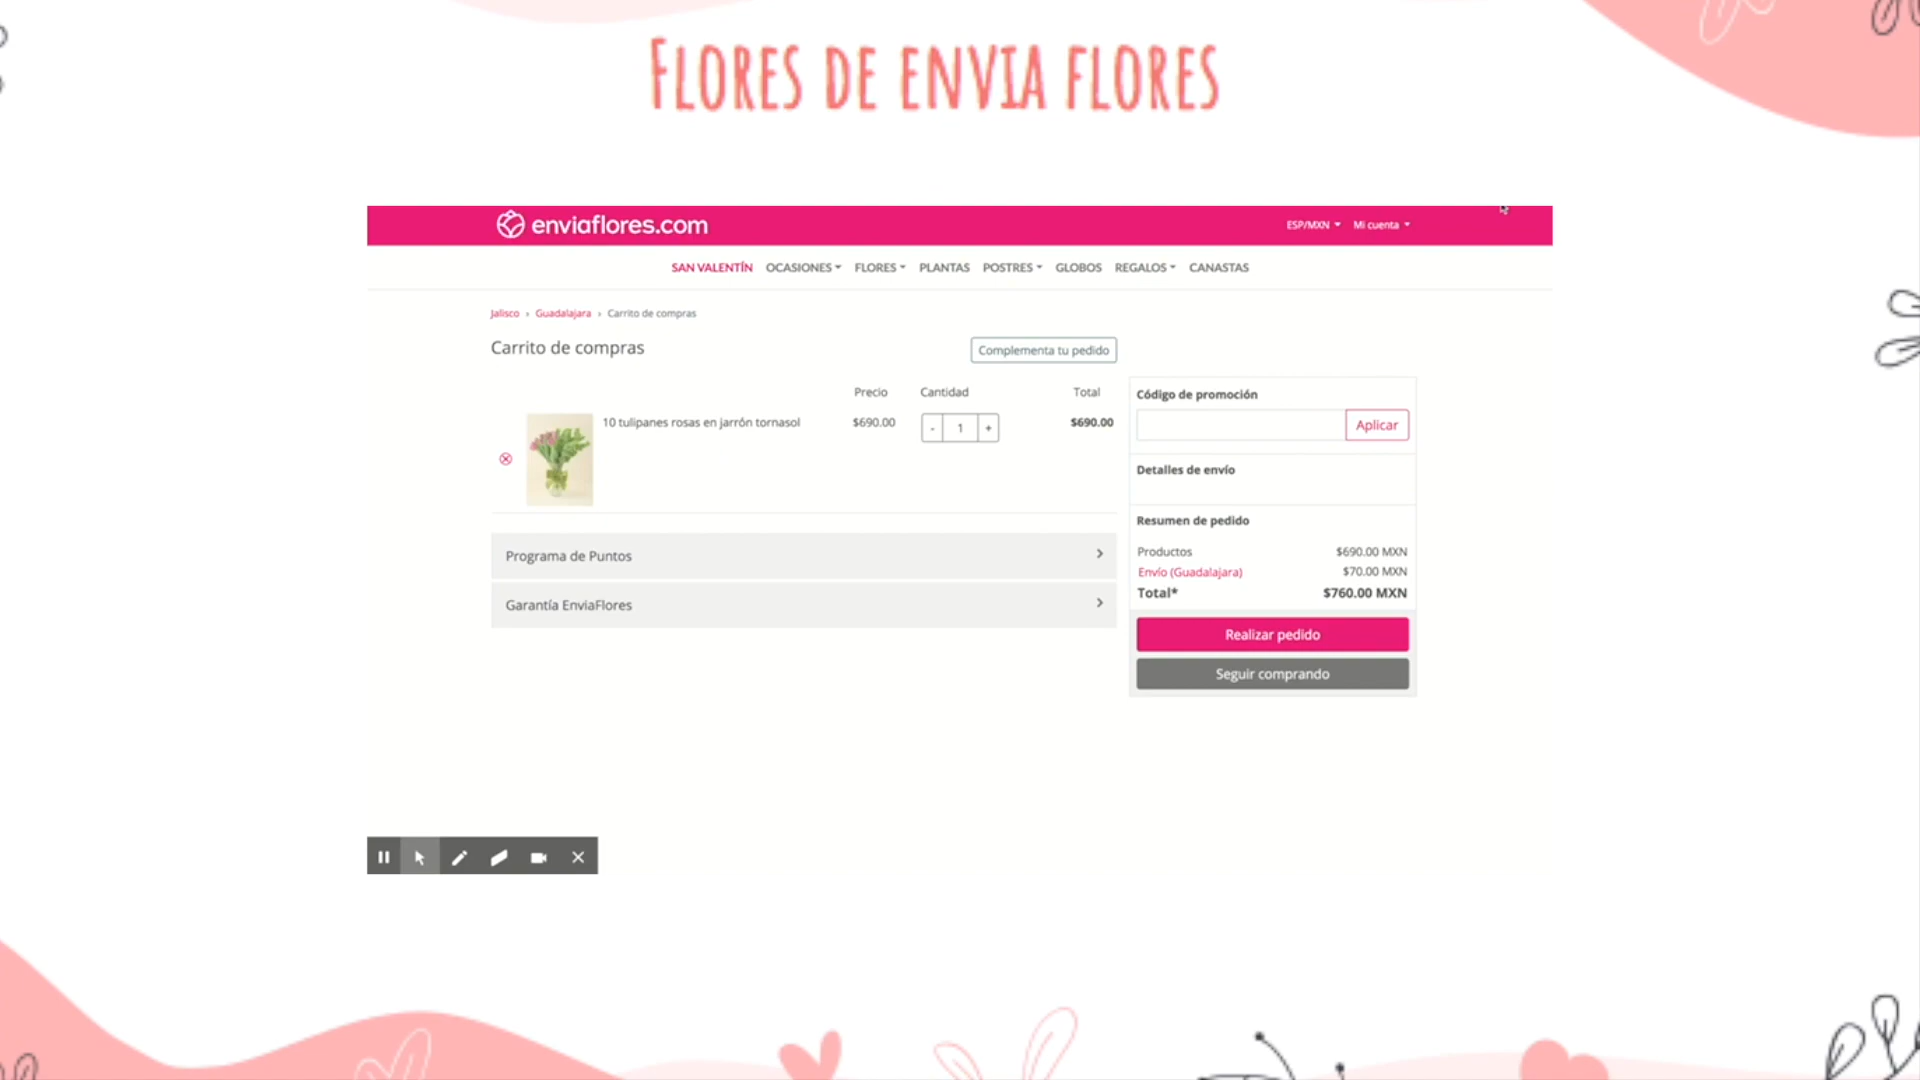 FLORES DE ENVIA FLORES
enviaflores.com
ESP/MXN Mi cuenta
SAN VALENTÍN OCASIONES FLORES PLANTAS POSTRES GLOBOS REGALOS CANASTAS
Jalisco › Guadalajara › Carrito de compras
Carrito de compras
Complementa tu pedido
Precio Cantidad Total
10 tulipanes rosas en jarrón tornasol $690.00 - 1 + $690.00
Programa de Puntos
Garantía EnviaFlores
Código de promoción
Aplicar
Detalles de envío
Resumen de pedido
Productos $690.00 MXN
Envío (Guadalajara) $70.00 MXN
Total* $760.00 MXN
Realizar pedido
Seguir comprando